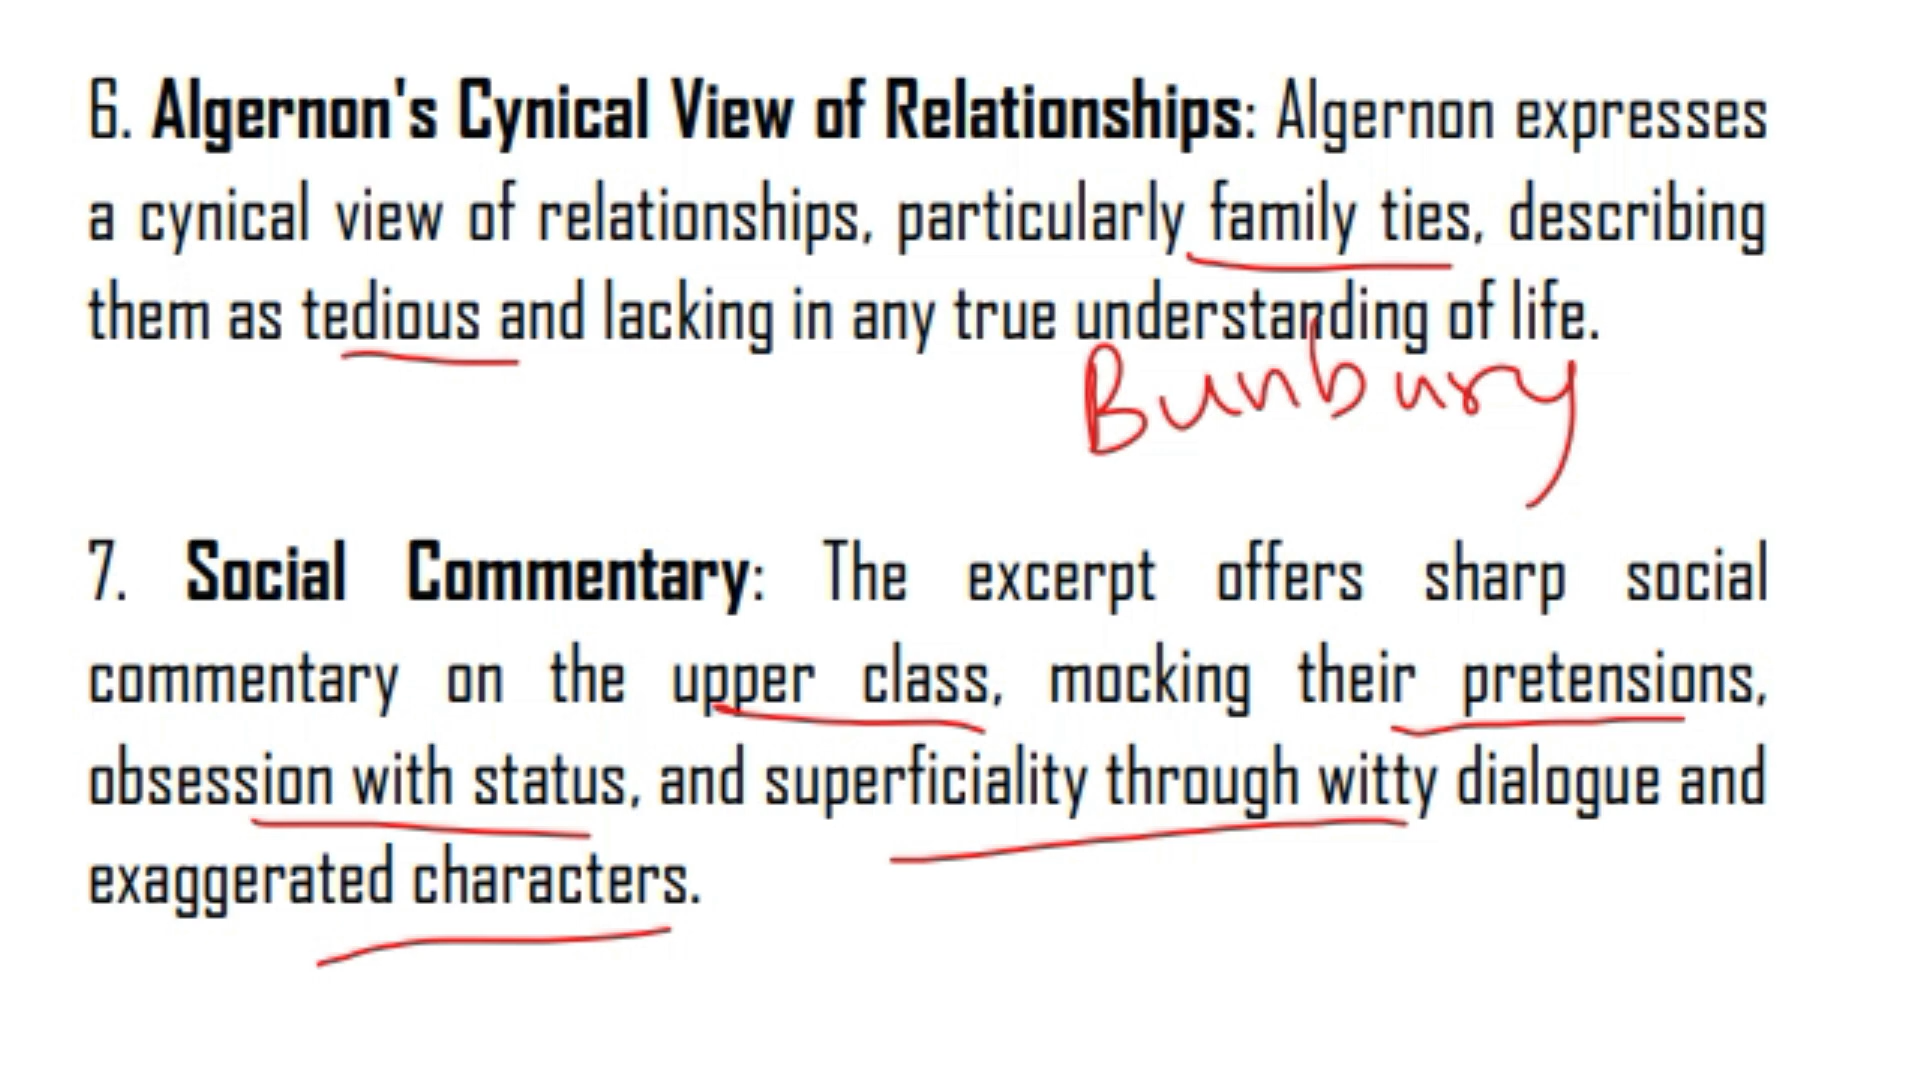 6. Algernon's Cynical View of Relationships: Algernon expresses
a cynical view of relationships, particularly family ties, describing
them as tedious and lacking in any true understanding of life.
Bunbury
7. Social Commentary: The excerpt offers sharp social
commentary on the upper class, mocking their pretensions,
obsession with status, and superficiality through witty dialogue and
exaggerated characters.